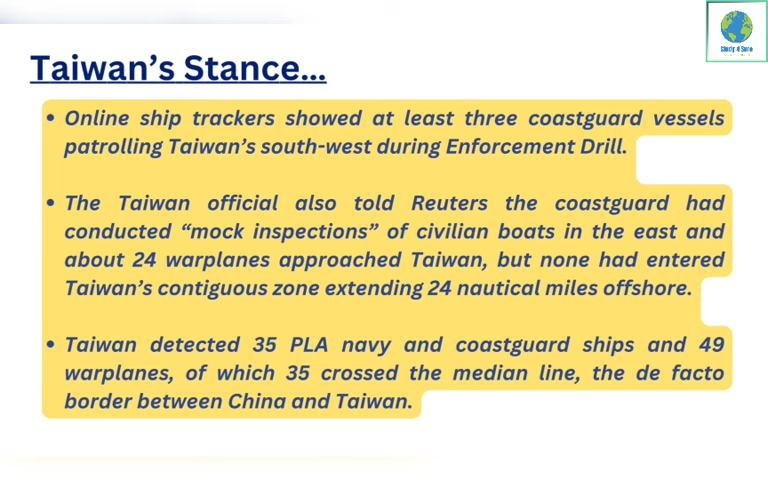 Study 4 Sure
Taiwan’s Stance...
• Online ship trackers showed at least three coastguard vessels
patrolling Taiwan’s south-west during Enforcement Drill.
• The Taiwan official also told Reuters the coastguard had
conducted “mock inspections” of civilian boats in the east and
about 24 warplanes approached Taiwan, but none had entered
Taiwan’s contiguous zone extending 24 nautical miles offshore.
• Taiwan detected 35 PLA navy and coastguard ships and 49
warplanes, of which 35 crossed the median line, the de facto
border between China and Taiwan.